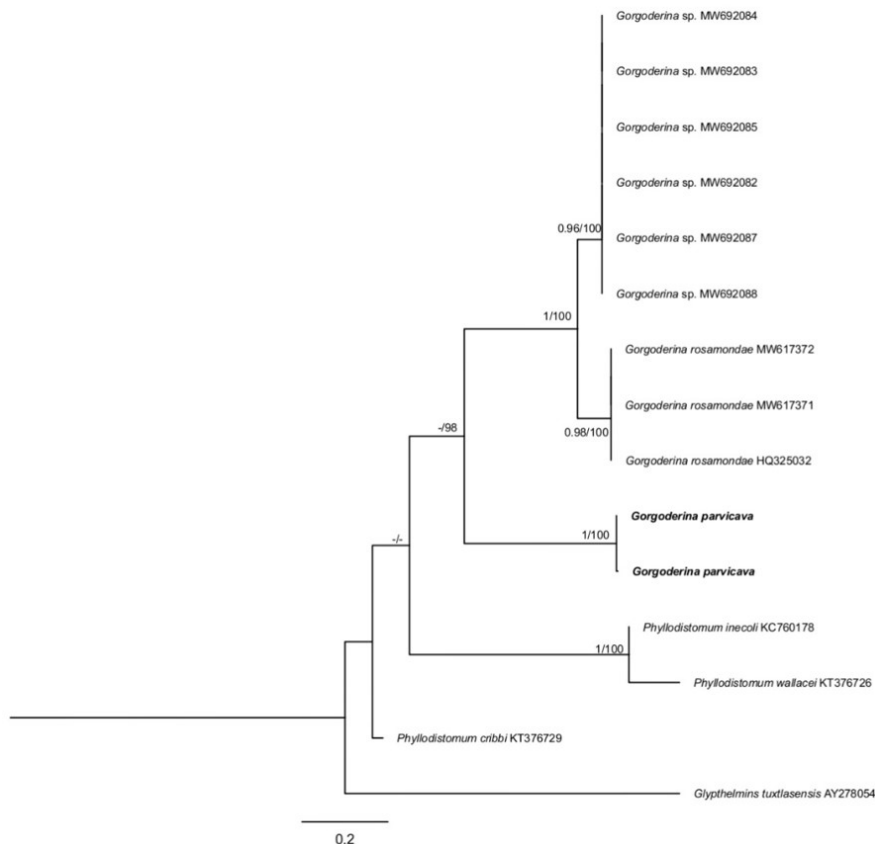 Gorgoderina sp. MW692084
Gorgoderina sp. MW692083
Gorgoderina sp. MW692085
Gorgoderina sp. MW692082
0.96/100
Gorgoderina sp. MW692087
Gorgoderina sp. MW692088
1/100
Gorgoderina rosamondae MW617372
Gorgoderina rosamondae MW617371
-/98
0.98/100
Gorgoderina rosamondae HQ325032
Gorgoderina parvicava
1/100
-/-
Gorgoderina parvicava
Phyllodistomum inecoli KC760178
1/100
Phyllodistomum wallacei KT376726
Phyllodistomum cribbi KT376729
Glypthelmins tuxtlasensis AY278054
0.2